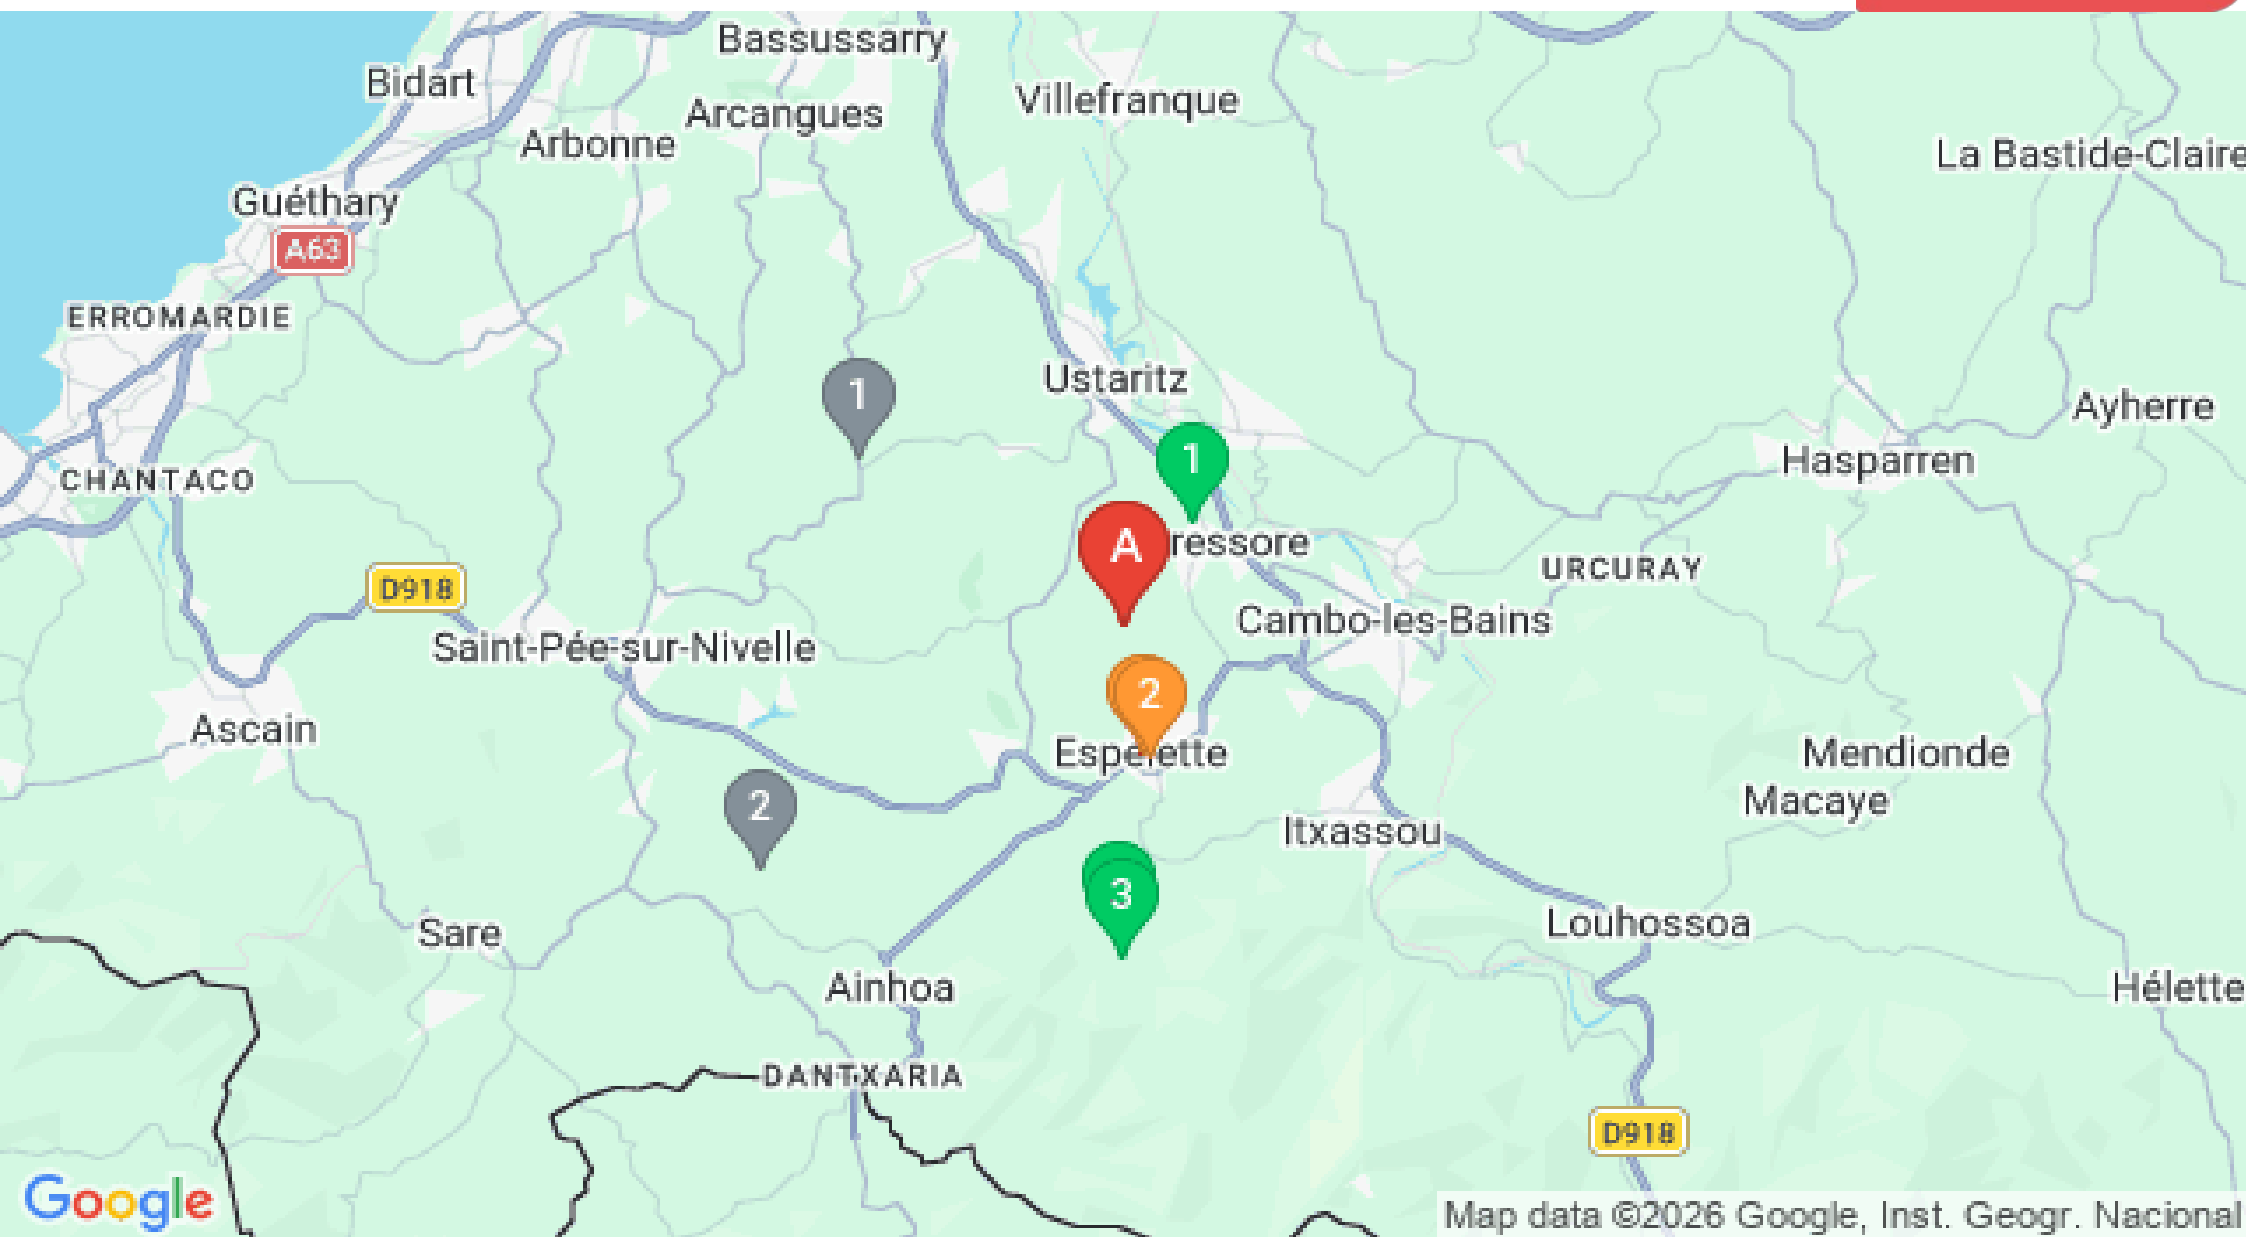 Bassussarry
Bidart
Villefranque
Arcangues
Arbonne
La Bastide-Claire
Guéthary
A63
ERROMARDIE
Ustaritz
1
Ayherre
1
Hasparren
CHANTACO
A
ressore
URCURAY
D918
Cambo-les-Bains
Saint-Pée-sur-Nivelle
2
Ascain
Espelette
Mendionde
2
Macaye
Itxassou
3
Louhossoa
Sare
Ainhoa
Hélette
DANTXARIA
D918
Google
Map data ©2026 Google, Inst. Geogr. Nacional